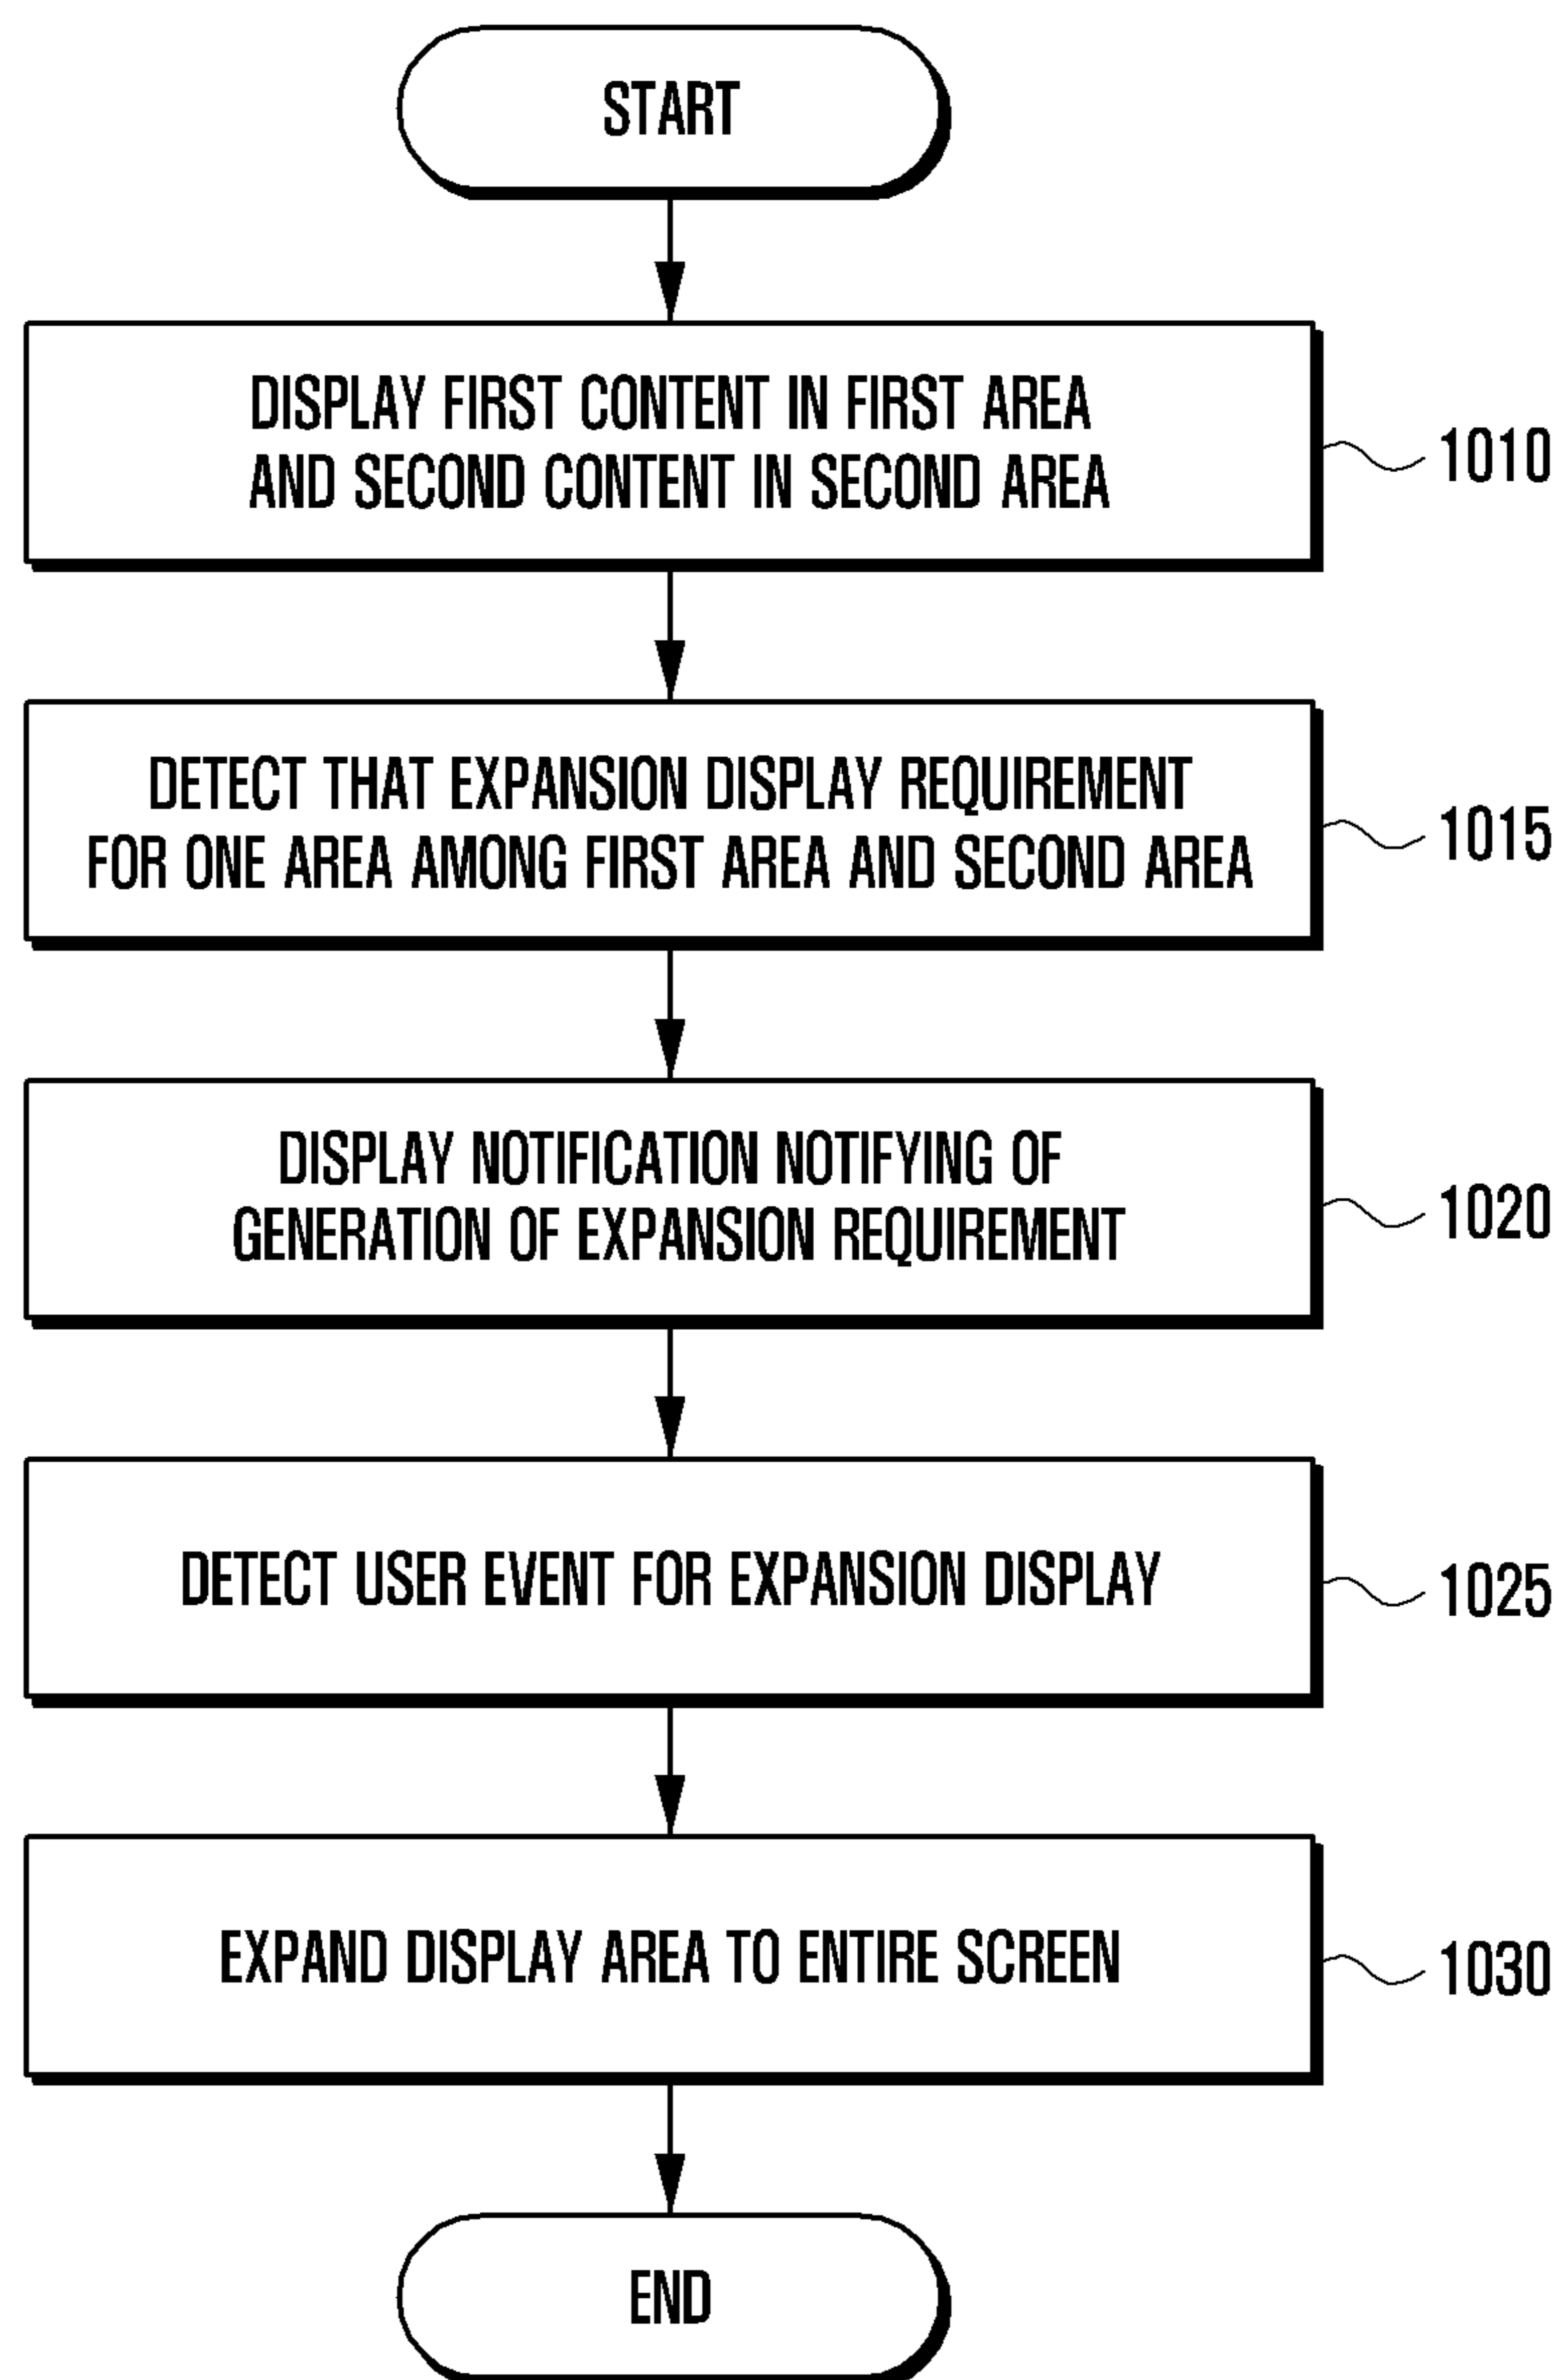 START
DISPLAY FIRST CONTENT IN FIRST AREA
AND SECOND CONTENT IN SECOND AREA
1010
DETECT THAT EXPANSION DISPLAY REQUIREMENT
FOR ONE AREA AMONG FIRST AREA AND SECOND AREA
1015
DISPLAY NOTIFICATION NOTIFYING OF
GENERATION OF EXPANSION REQUIREMENT
1020
DETECT USER EVENT FOR EXPANSION DISPLAY
1025
EXPAND DISPLAY AREA TO ENTIRE SCREEN
1030
END